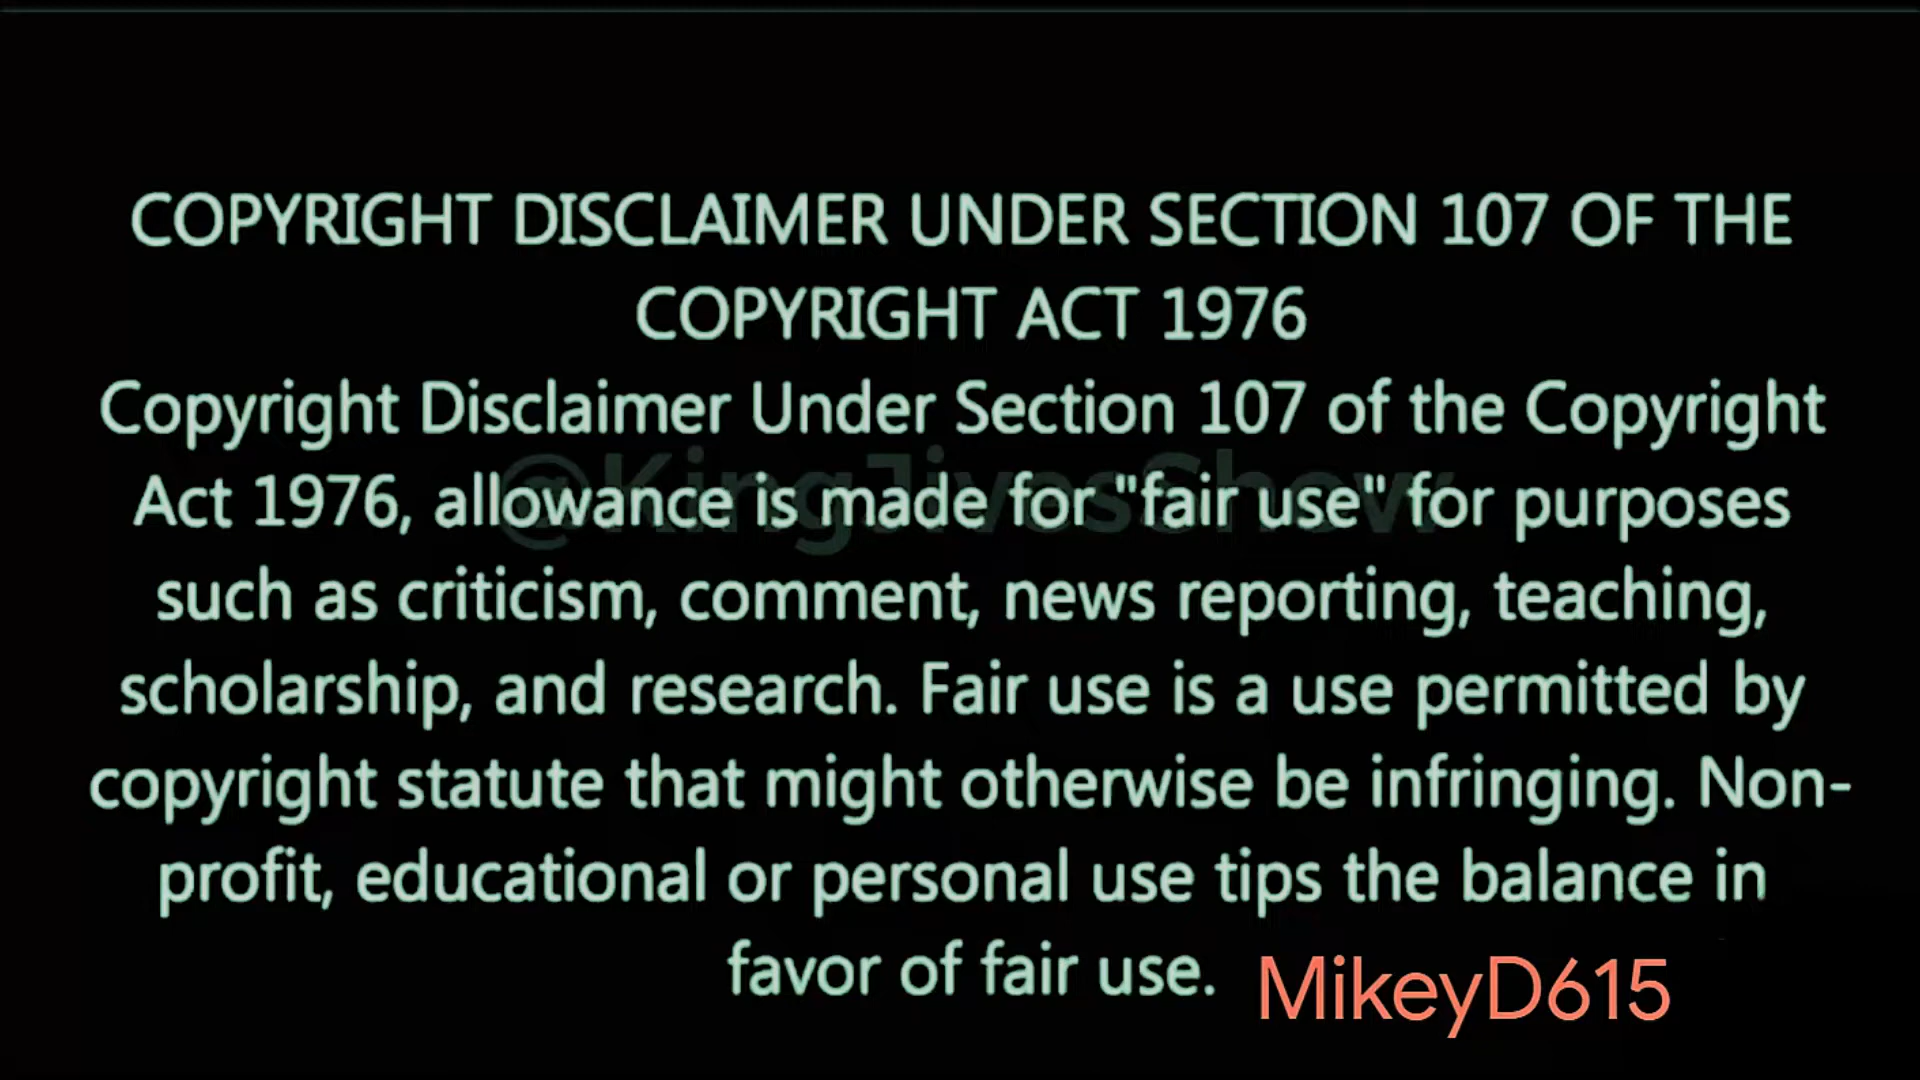 COPYRIGHT DISCLAIMER UNDER SECTION 107 OF THE
COPYRIGHT ACT 1976
Copyright Disclaimer Under Section 107 of the Copyright
Act 1976, allowance is made for "fair use" for purposes
@KingJivesShow
such as criticism, comment, news reporting, teaching,
scholarship, and research. Fair use is a use permitted by
copyright statute that might otherwise be infringing. Non-
profit, educational or personal use tips the balance in
favor of fair use.
MikeyD615